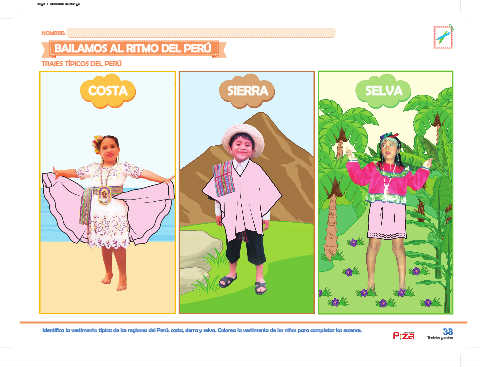 NOMBRE:
BAILAMOS AL RITMO DEL PERÚ
TRAJES TÍPICOS DEL PERÚ
COSTA
SIERRA
SELVA
Identifica la vestimenta típica de las regiones del Perú: costa, sierra y selva. Colorea la vestimenta de los niños para completar las escenas.
38